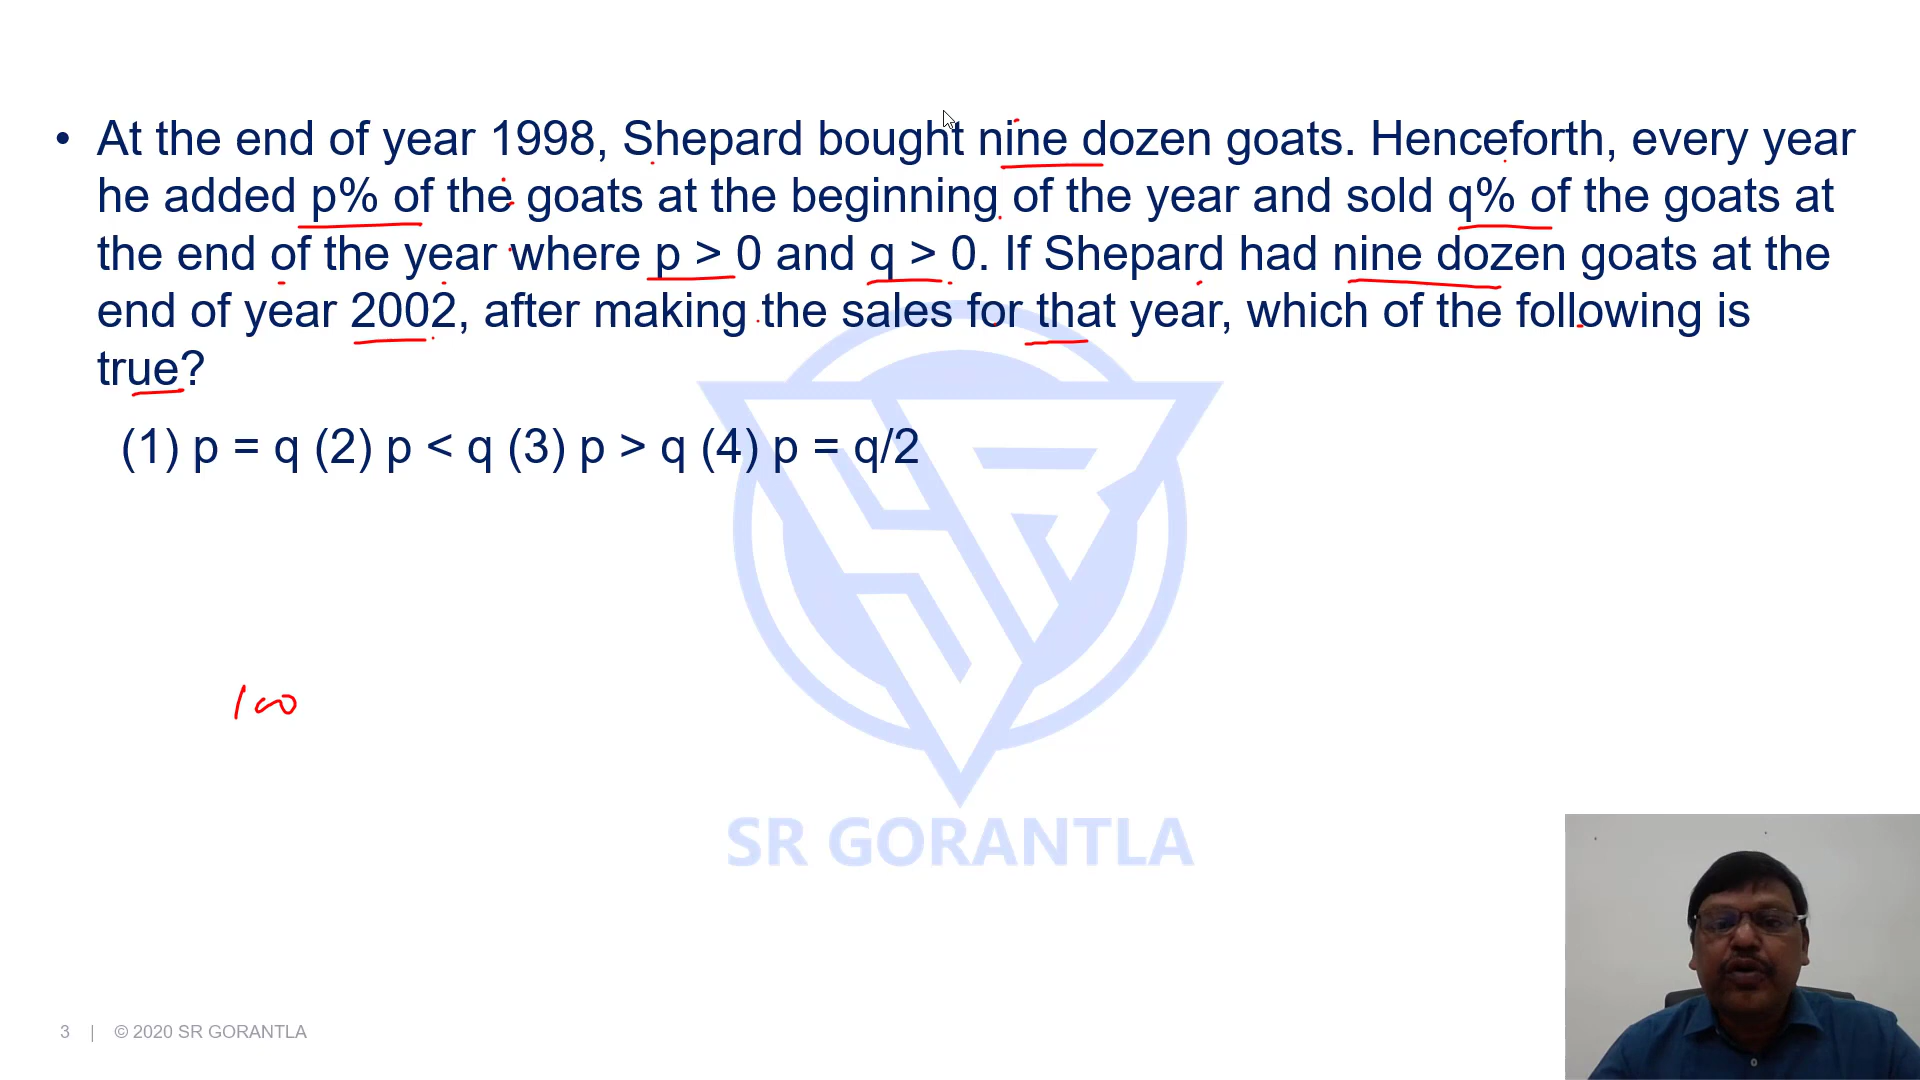 • At the end of year 1998, Shepard bought nine dozen goats. Henceforth, every year
he added p% of the goats at the beginning of the year and sold q% of the goats at
the end of the year where p > 0 and q > 0. If Shepard had nine dozen goats at the
end of year 2002, after making the sales for that year, which of the following is
true?
(1) p = q (2) p < q (3) p > q (4) p = q/2
100
SR GORANTLA
3 | © 2020 SR GORANTLA